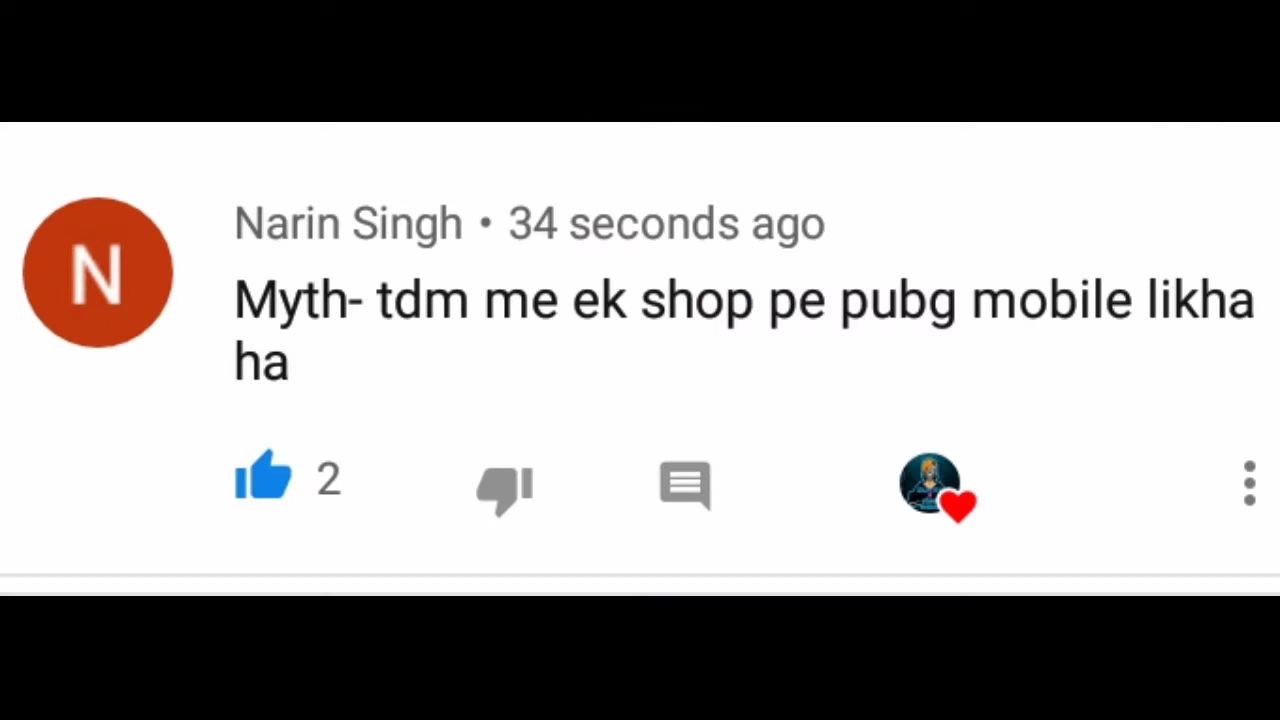 N
Narin Singh • 34 seconds ago
Myth- tdm me ek shop pe pubg mobile likha
ha
2